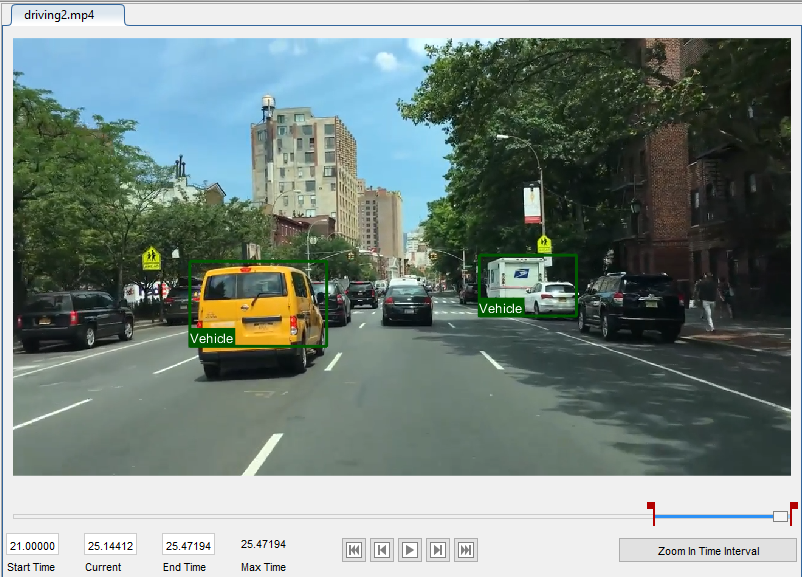 driving2.mp4
Vehicle
Vehicle
21.00000
25.14412
25.47194
25.47194
Start Time
Current
End Time
Max Time
Zoom In Time Interval